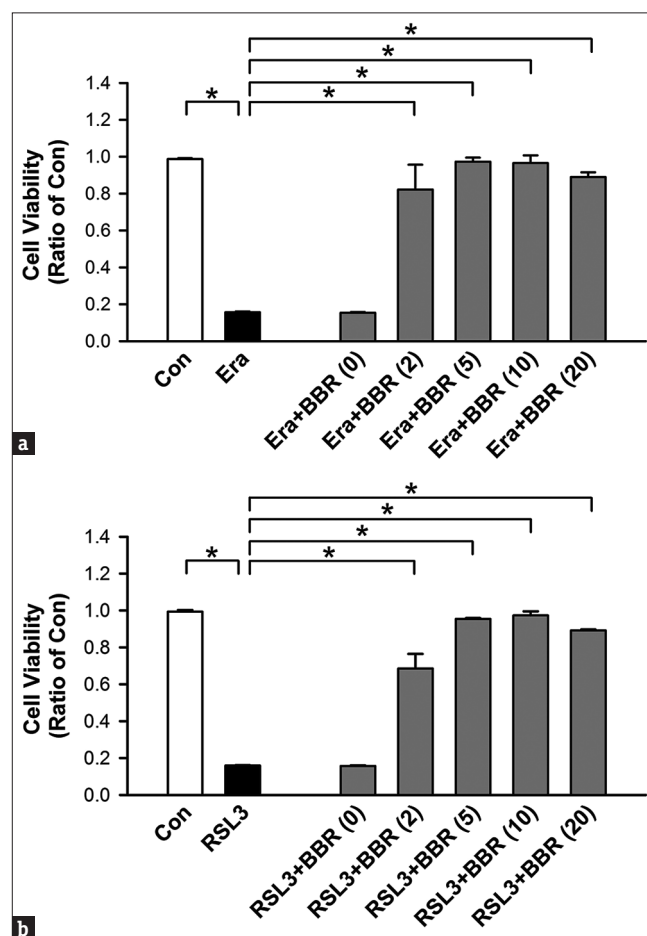 *
*
*
*
*
Cell Viability
(Ratio of Con)
1.4
1.2
1.0
0.8
0.6
0.4
0.2
0.0
Con
Era
Era+BBR (0)
Era+BBR (2)
Era+BBR (5)
Era+BBR (10)
Era+BBR (20)
a
*
*
*
*
*
Cell Viability
(Ratio of Con)
1.4
1.2
1.0
0.8
0.6
0.4
0.2
0.0
Con
RSL3
RSL3+BBR (0)
RSL3+BBR (2)
RSL3+BBR (5)
RSL3+BBR (10)
RSL3+BBR (20)
b